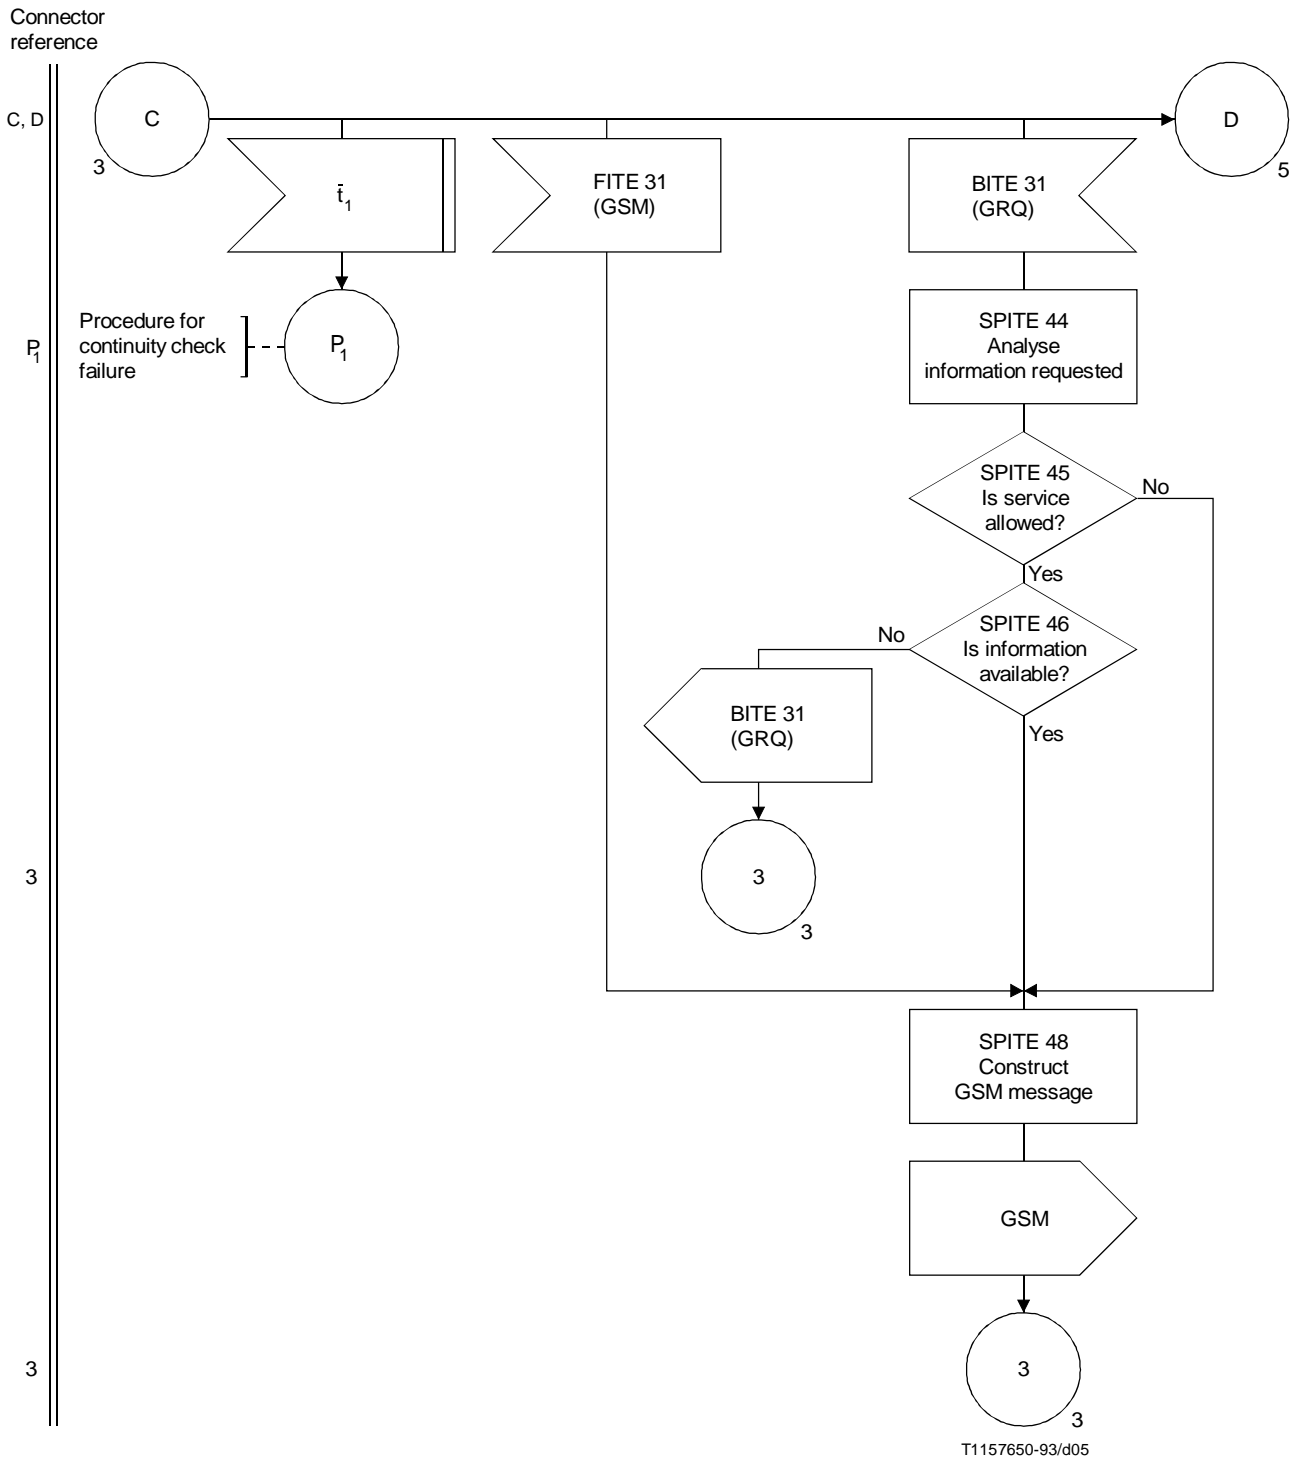 Connector
reference
C, D
C
3
D
5
t̄1
FITE 31
(GSM)
BITE 31
(GRQ)
P1
Procedure for
continuity check
failure
P1
SPITE 44
Analyse
information requested
SPITE 45
Is service
allowed?
No
Yes
SPITE 46
Is information
available?
No
Yes
BITE 31
(GRQ)
3
3
3
SPITE 48
Construct
GSM message
GSM
3
3
3
T1157650-93/d05